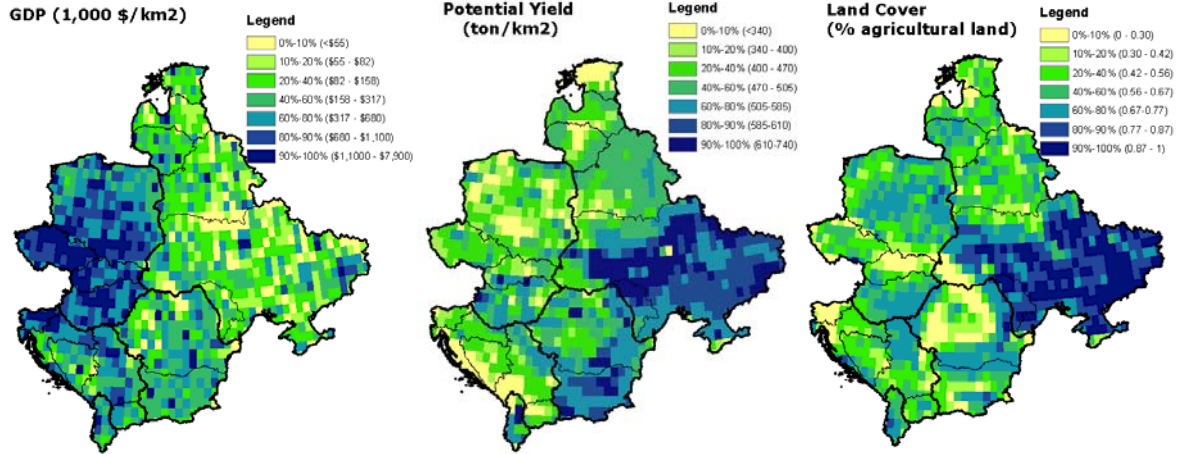 GDP (1,000 $/km2)
Legend
0%-10% (<$55)
10%-20% ($55 - $82)
20%-40% ($82 - $158)
40%-60% ($158 - $317)
60%-80% ($317 - $680)
80%-90% ($680 - $1,100)
90%-100% ($1,1000 - $7,900)
Potential Yield
(ton/km2)
Legend
0%-10% (<340)
10%-20% (340 - 400)
20%-40% (400 - 470)
40%-60% (470 - 505)
60%-80% (505-585)
80%-90% (585-610)
90%-100% (610-740)
Land Cover
(% agricultural land)
Legend
0%-10% (0 - 0.30)
10%-20% (0.30 - 0.42)
20%-40% (0.42 - 0.56)
40%-60% (0.56 - 0.67)
60%-80% (0.67-0.77)
80%-90% (0.77 - 0.87)
90%-100% (0.87 - 1)